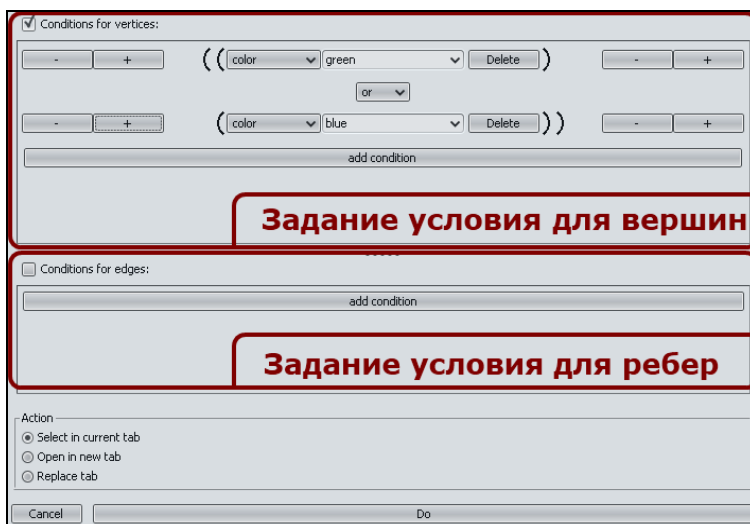 Conditions for vertices:
- + ( ( color green Delete ) - +
or
- + ( color blue Delete ) ) - +
add condition
Задание условия для вершин
Conditions for edges:
add condition
Задание условия для ребер
Action
Select in current tab
Open in new tab
Replace tab
Cancel Do